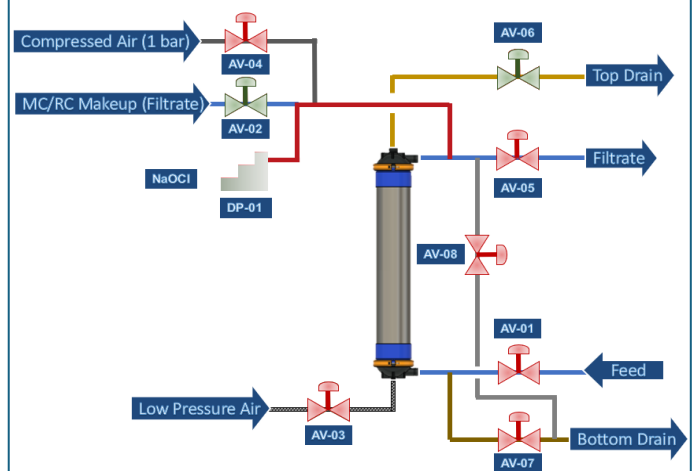 AV-06
Compressed Air (1 bar)
AV-04
Top Drain
MC/RC Makeup (Filtrate)
AV-02
NaOCl
DP-01
Filtrate
AV-05
AV-08
AV-01
Feed
Low Pressure Air
AV-03
Bottom Drain
AV-07